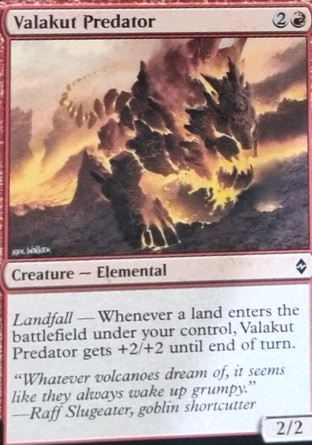 Valakut Predator 2
KEV WALKER
Creature — Elemental
Landfall — Whenever a land enters the
battlefield under your control, Valakut
Predator gets +2/+2 until end of turn.
"Whatever volcanoes dream of, it seems
like they always wake up grumpy."
—Raff Slugeater, goblin shortcutter
2/2